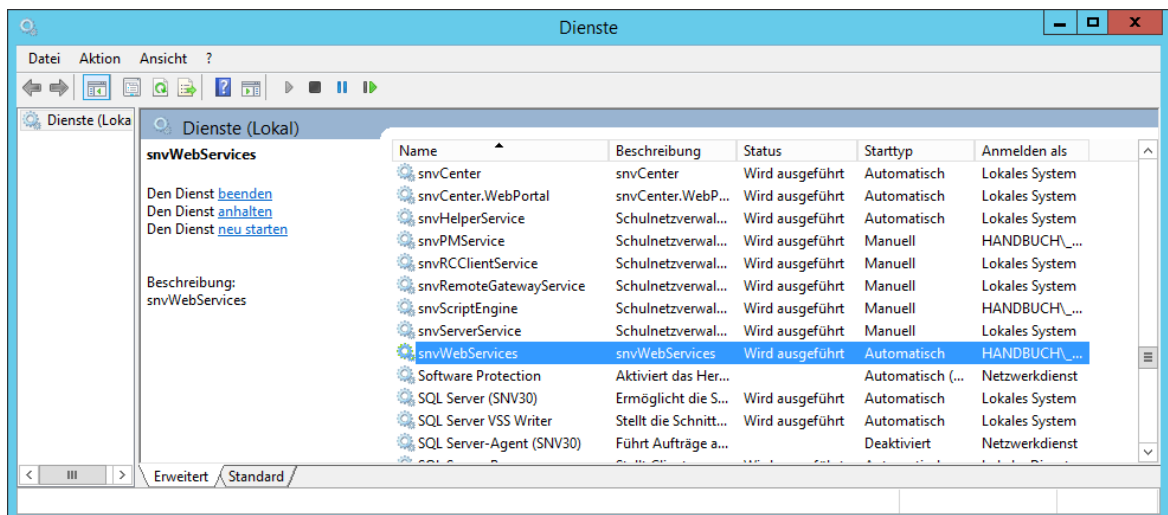 Dienste
Datei Aktion Ansicht ?
Dienste (Loka
Dienste (Lokal)
snvWebServices
Den Dienst beenden
Den Dienst anhalten
Den Dienst neu starten
Beschreibung:
snvWebServices
Name Beschreibung Status Starttyp Anmelden als
snvCenter snvCenter Wird ausgeführt Automatisch Lokales System
snvCenter.WebPortal snvCenter.WebP... Wird ausgeführt Automatisch Lokales System
snvHelperService Schulnetzverwal... Wird ausgeführt Automatisch Lokales System
snvPMService Schulnetzverwal... Wird ausgeführt Manuell HANDBUCH\_...
snvRCClientService Schulnetzverwal... Wird ausgeführt Manuell Lokales System
snvRemoteGatewayService Schulnetzverwal... Wird ausgeführt Manuell Lokales System
snvScriptEngine Schulnetzverwal... Wird ausgeführt Manuell HANDBUCH\_...
snvServerService Schulnetzverwal... Wird ausgeführt Manuell Lokales System
snvWebServices snvWebServices Wird ausgeführt Automatisch HANDBUCH\_...
Software Protection Aktiviert das Her... Automatisch (... Netzwerkdienst
SQL Server (SNV30) Ermöglicht die S... Wird ausgeführt Automatisch Lokales System
SQL Server VSS Writer Stellt die Schnitt... Wird ausgeführt Automatisch Lokales System
SQL Server-Agent (SNV30) Führt Aufträge a... Deaktiviert Netzwerkdienst
Erweitert Standard